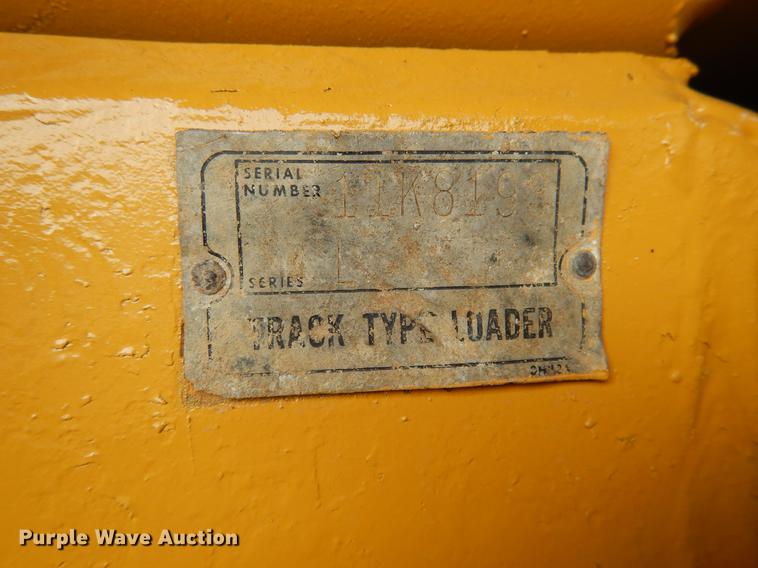 SERIAL
NUMBER
11K819
SERIES
TRACK TYPE LOADER
Purple Wave Auction